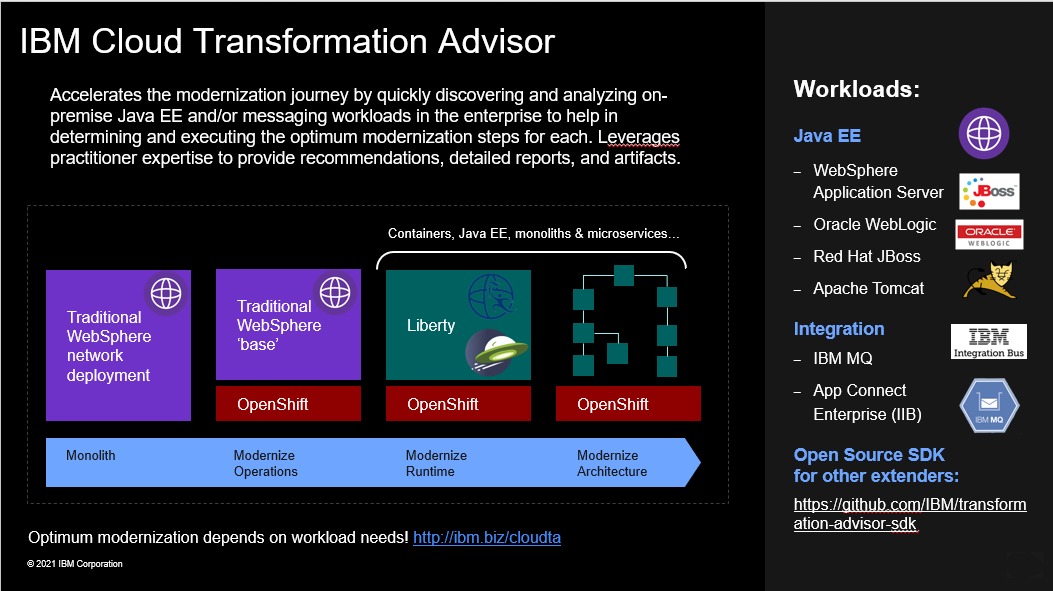 IBM Cloud Transformation Advisor
Accelerates the modernization journey by quickly discovering and analyzing on-
premise Java EE and/or messaging workloads in the enterprise to help in
determining and executing the optimum modernization steps for each. Leverages
practitioner expertise to provide recommendations, detailed reports, and artifacts.
Containers, Java EE, monoliths & microservices…
Traditional
WebSphere
network
deployment
Traditional
WebSphere
‘base’
OpenShift
Liberty
OpenShift
OpenShift
Monolith
Modernize
Operations
Modernize
Runtime
Modernize
Architecture
Optimum modernization depends on workload needs! http://ibm.biz/cloudta
© 2021 IBM Corporation
Workloads:
Java EE
– WebSphere
Application Server
– Oracle WebLogic
– Red Hat JBoss
– Apache Tomcat
JBoss
ORACLE
WEBLOGIC
Integration
– IBM MQ
– App Connect
Enterprise (IIB)
IBM
Integration Bus
IBM MQ
Open Source SDK
for other extenders:
https://github.com/IBM/transform
ation-advisor-sdk